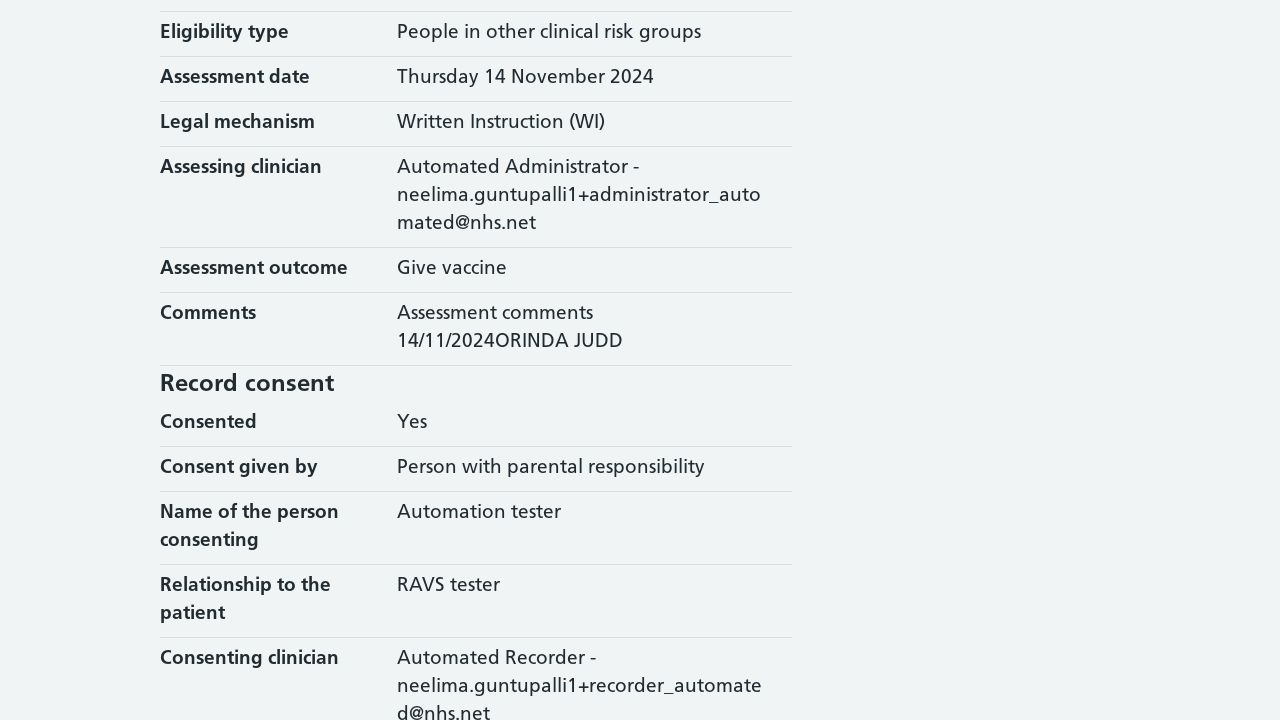 Eligibility type People in other clinical risk groups
Assessment date Thursday 14 November 2024
Legal mechanism Written Instruction (WI)
Assessing clinician Automated Administrator -
neelima.guntupalli1+administrator_auto
mated@nhs.net
Assessment outcome Give vaccine
Comments Assessment comments
14/11/2024ORINDA JUDD
Record consent
Consented Yes
Consent given by Person with parental responsibility
Name of the person Automation tester
consenting
Relationship to the RAVS tester
patient
Consenting clinician Automated Recorder -
neelima.guntupalli1+recorder_automate
d@nhs.net